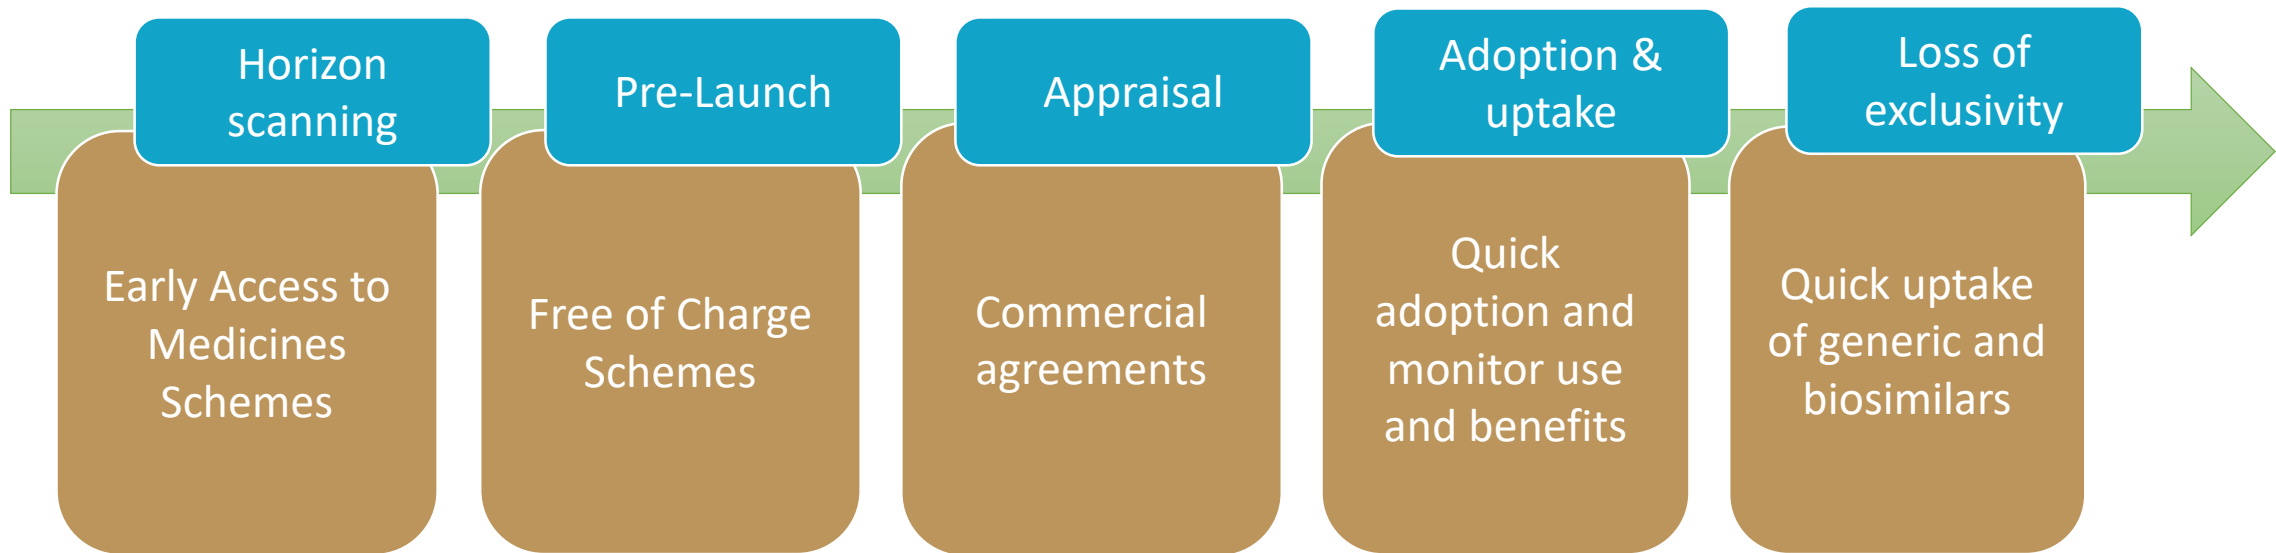 Horizon
scanning
Early Access to
Medicines
Schemes
Pre-Launch
Free of Charge
Schemes
Appraisal
Commercial
agreements
Adoption &
uptake
Quick
adoption and
monitor use
and benefits
Loss of
exclusivity
Quick uptake
of generic and
biosimilars